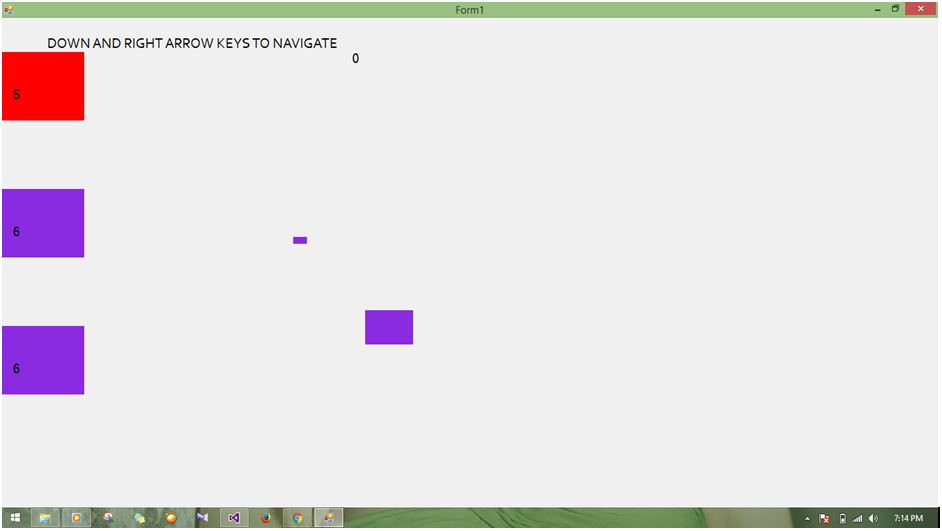 Form1
DOWN AND RIGHT ARROW KEYS TO NAVIGATE
0
5
6
6
7:14 PM